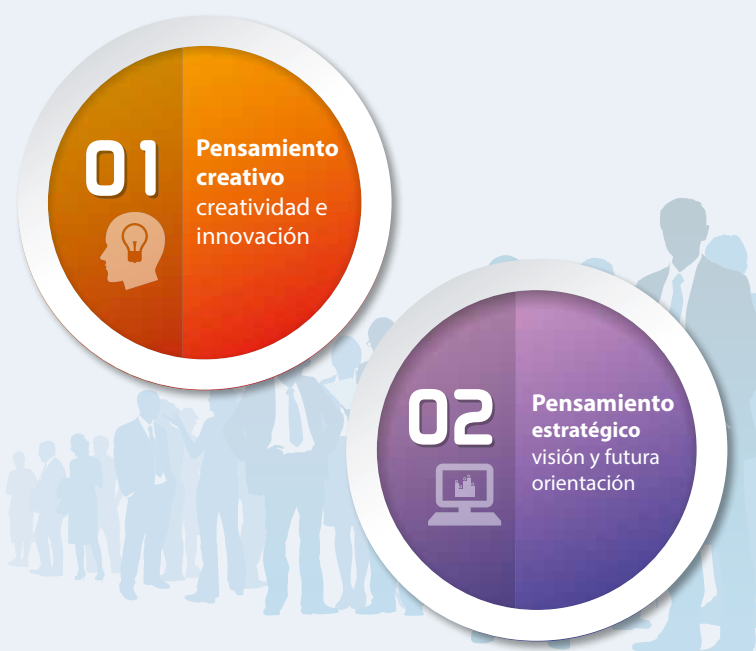 01
Pensamiento
creativo
creatividad e
innovación
02
Pensamiento
estratégico
visión y futura
orientación